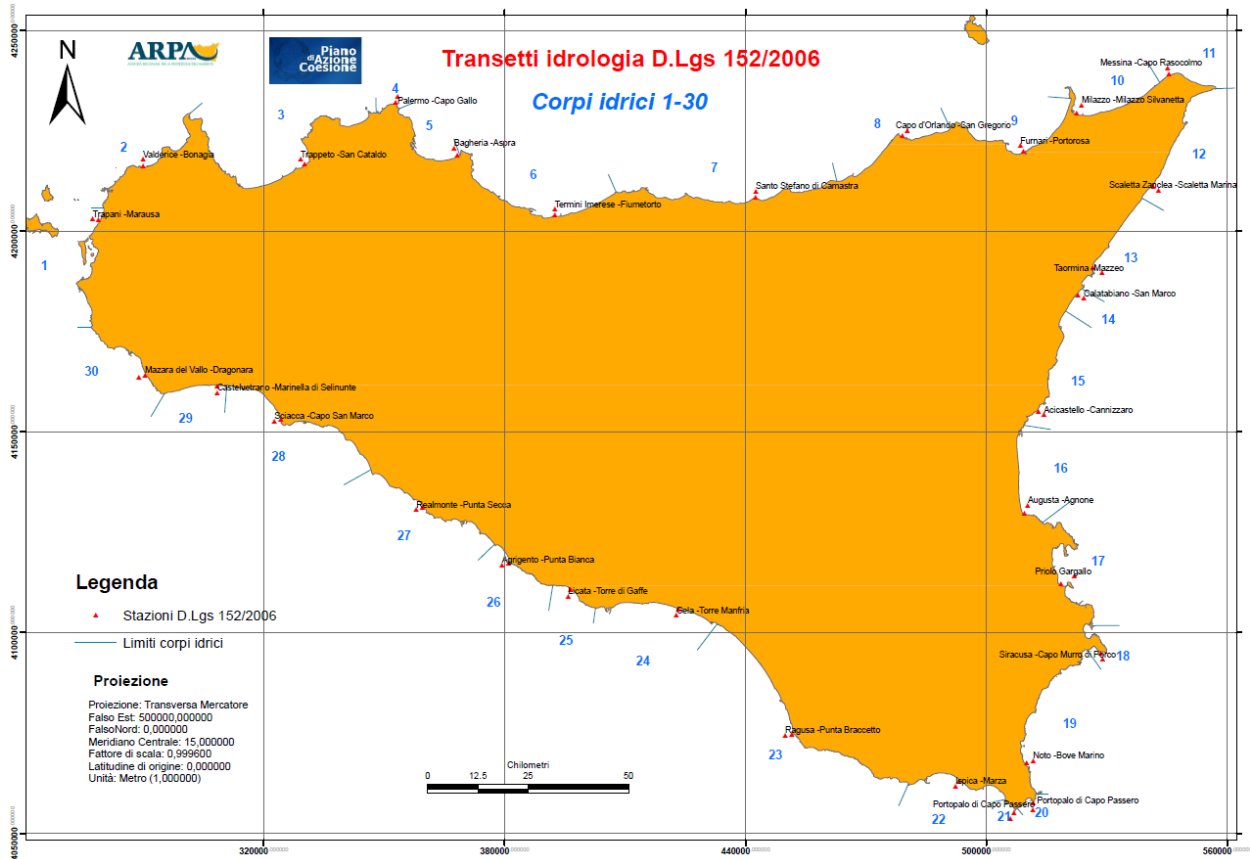 N
ARPA
Piano
di Azione
Coesione
Transetti idrologia D.Lgs 152/2006
Corpi idrici 1-30
11
Messina -Capo Rasocolmo
10
4
Palermo -Capo Gallo
Milazzo -Milazzo Silvanetta
3
5
8
Capo d'Orlando -San Gregorio
9
Furnari -Portorosa
12
2
Valderice -Bonagia
Trappeto -San Cataldo
Bagheria -Aspra
6
7
Santo Stefano di Camastra
Scaletta Zanclea -Scaletta Marina
Termini Imerese -Fiumetorto
Trapani -Marausa
1
13
Taormina -Mazzeo
Calatabiano -San Marco
14
30
Mazara del Vallo -Dragonara
Castelvetrano -Marinella di Selinunte
15
29
Sciacca -Capo San Marco
Acicastello -Cannizzaro
28
16
Realmonte -Punta Secca
Augusta -Agnone
27
Agrigento -Punta Bianca
17
Priolo Gargallo
26
Licata -Torre di Gaffe
Gela -Torre Manfria
25
24
Siracusa -Capo Murro di Porco
18
19
Ragusa -Punta Braccetto
23
Noto -Bove Marino
Ispica -Marza
Portopalo di Capo Passero
Portopalo di Capo Passero
22
21
20
Legenda
Stazioni D.Lgs 152/2006
Limiti corpi idrici
Proiezione
Proiezione: Transversa Mercatore
Falso Est: 500000,000000
FalsoNord: 0,000000
Meridiano Centrale: 15,000000
Fattore di scala: 0,999600
Latitudine di origine: 0,000000
Unità: Metro (1,000000)
Chilometri
0 12.5 25 50
4250000
4200000
4150000
4100000
4050000
320000 380000 440000 500000 560000